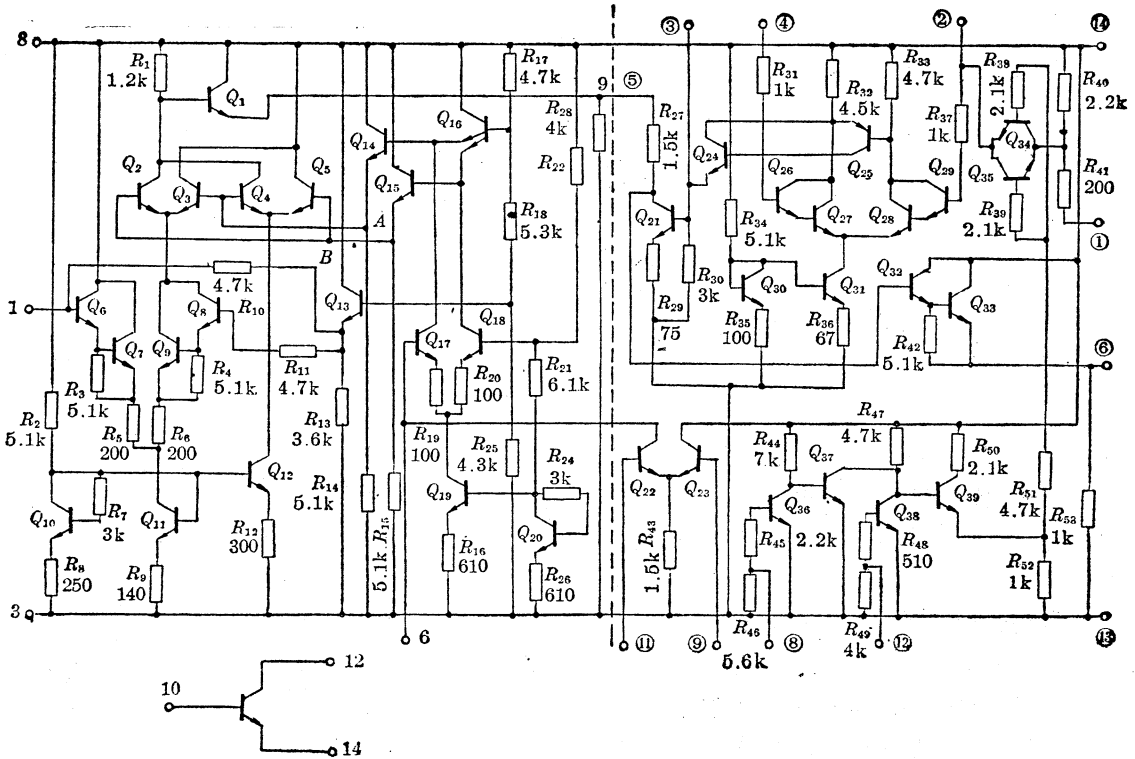 ③ ④ ② ⑭
8
R1
1.2k
Q1
R17
4.7k
9
⑤
R28
4k
R22
R27
1.5k
R31
1k
R32
4.5k
R33
4.7k
R37
1k
R38
2.1k
R40
2.2k
Q2
Q3
Q4
Q5
Q14
Q16
Q15
Q24
Q25
Q26
Q29
Q34
Q35
R41
200
R39
2.1k
①
A
B
R18
5.3k
Q21
R34
5.1k
Q27
Q28
4.7k
R10
1
Q6
Q7
Q8
Q9
Q13
R29
75
R30
3k
Q30
Q31
Q32
Q33
R35
100
R36
67
R42
5.1k
⑥
R3
5.1k
R4
5.1k
R11
4.7k
Q17
Q18
R20
100
R21
6.1k
R2
5.1k
R5
200
R6
200
R13
3.6k
R19
100
R25
4.3k
R24
3k
R44
7k
R47
4.7k
Q37
R50
2.1k
Q12
R14
5.1k
R15
5.1k
Q19
Q20
Q22
Q23
Q36
Q38
Q39
R51
4.7k
R53
1k
Q10
R7
3k
Q11
R12
300
R16
610
R43
1.5k
R45
2.2k
R48
510
R52
1k
R8
250
R9
140
R26
610
R46
5.6k
R49
4k
3
⑬
6
⑪ ⑨ ⑧ ⑫
10
12
14